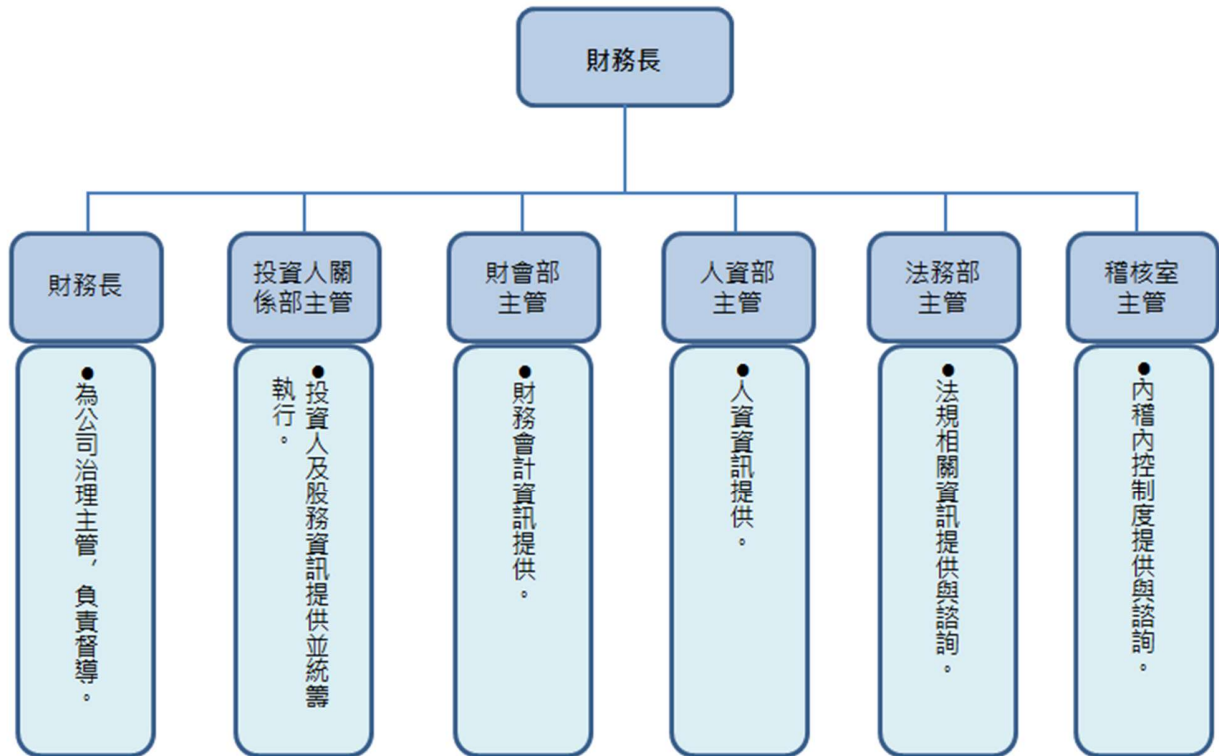 財務長
財務長
投資人關
係部主管
財會部
主管
人資部
主管
法務部
主管
稽核室
主管
●為公司治理主管，負責督導。
●投資人及股務資訊提供並統籌
執行。
●財務會計資訊提供。
●人資資訊提供。
●法規相關資訊提供與諮詢。
●內稽內控制度提供與諮詢。